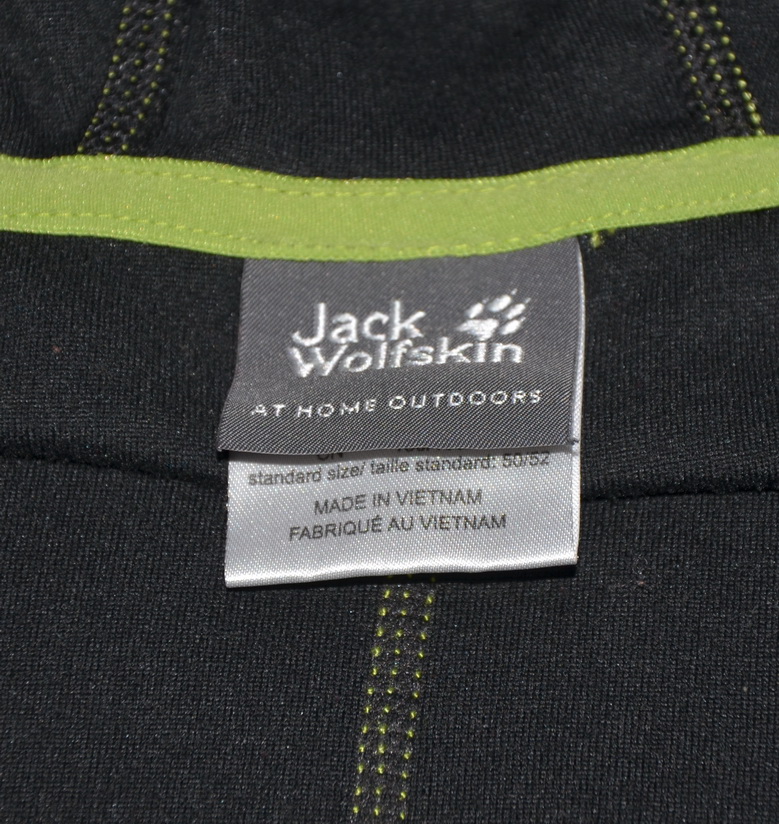 Jack
Wolfskin
AT HOME OUTDOORS
standard size/ taille standard: 50/52
MADE IN VIETNAM
FABRIQUÉ AU VIETNAM